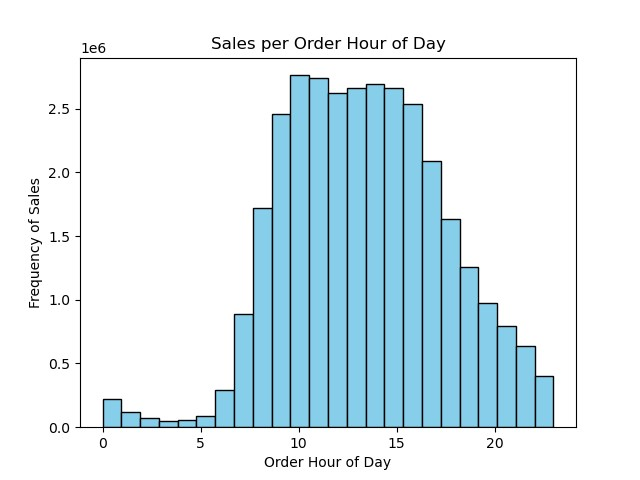 Sales per Order Hour of Day
1e6
2.5
2.0
1.5
1.0
0.5
0.0
Frequency of Sales
0 5 10 15 20
Order Hour of Day